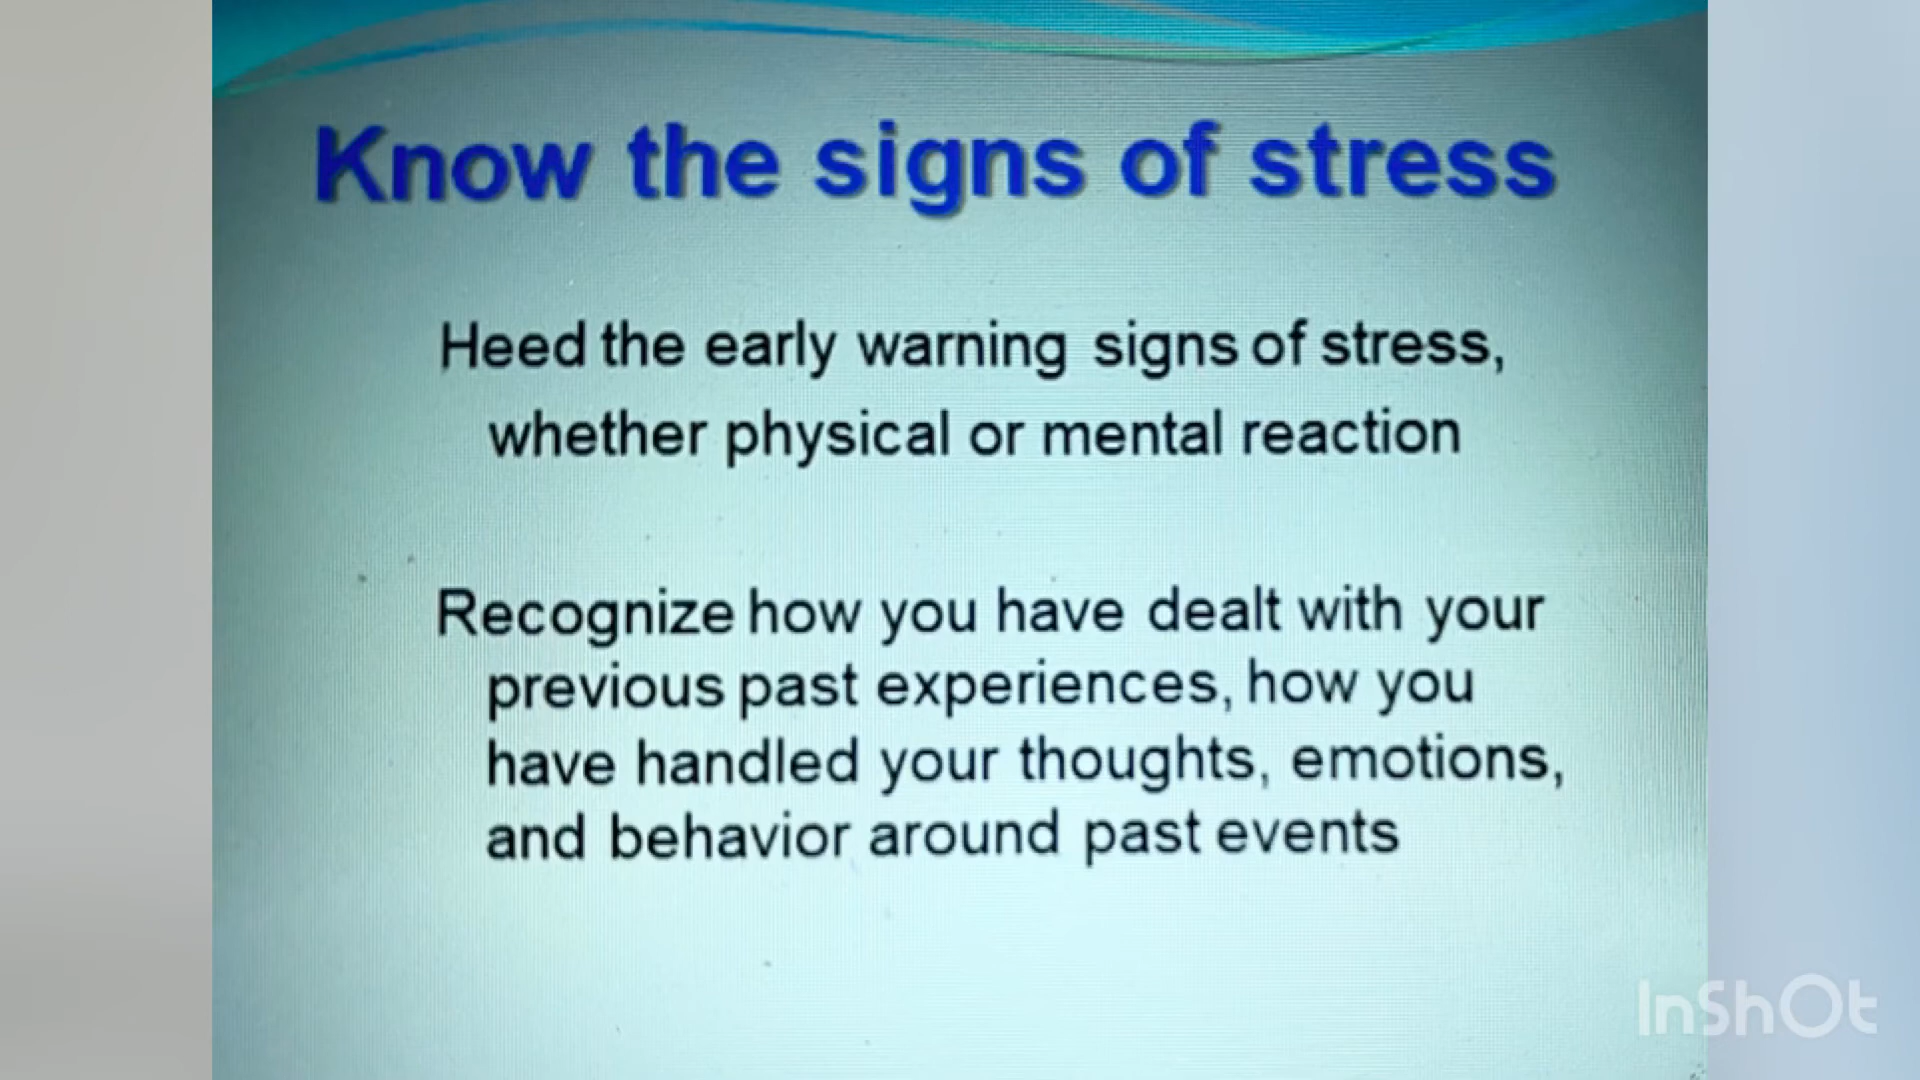 Know the signs of stress
Heed the early warning signs of stress,
whether physical or mental reaction
Recognize how you have dealt with your
previous past experiences, how you
have handled your thoughts, emotions,
and behavior around past events
InShOt